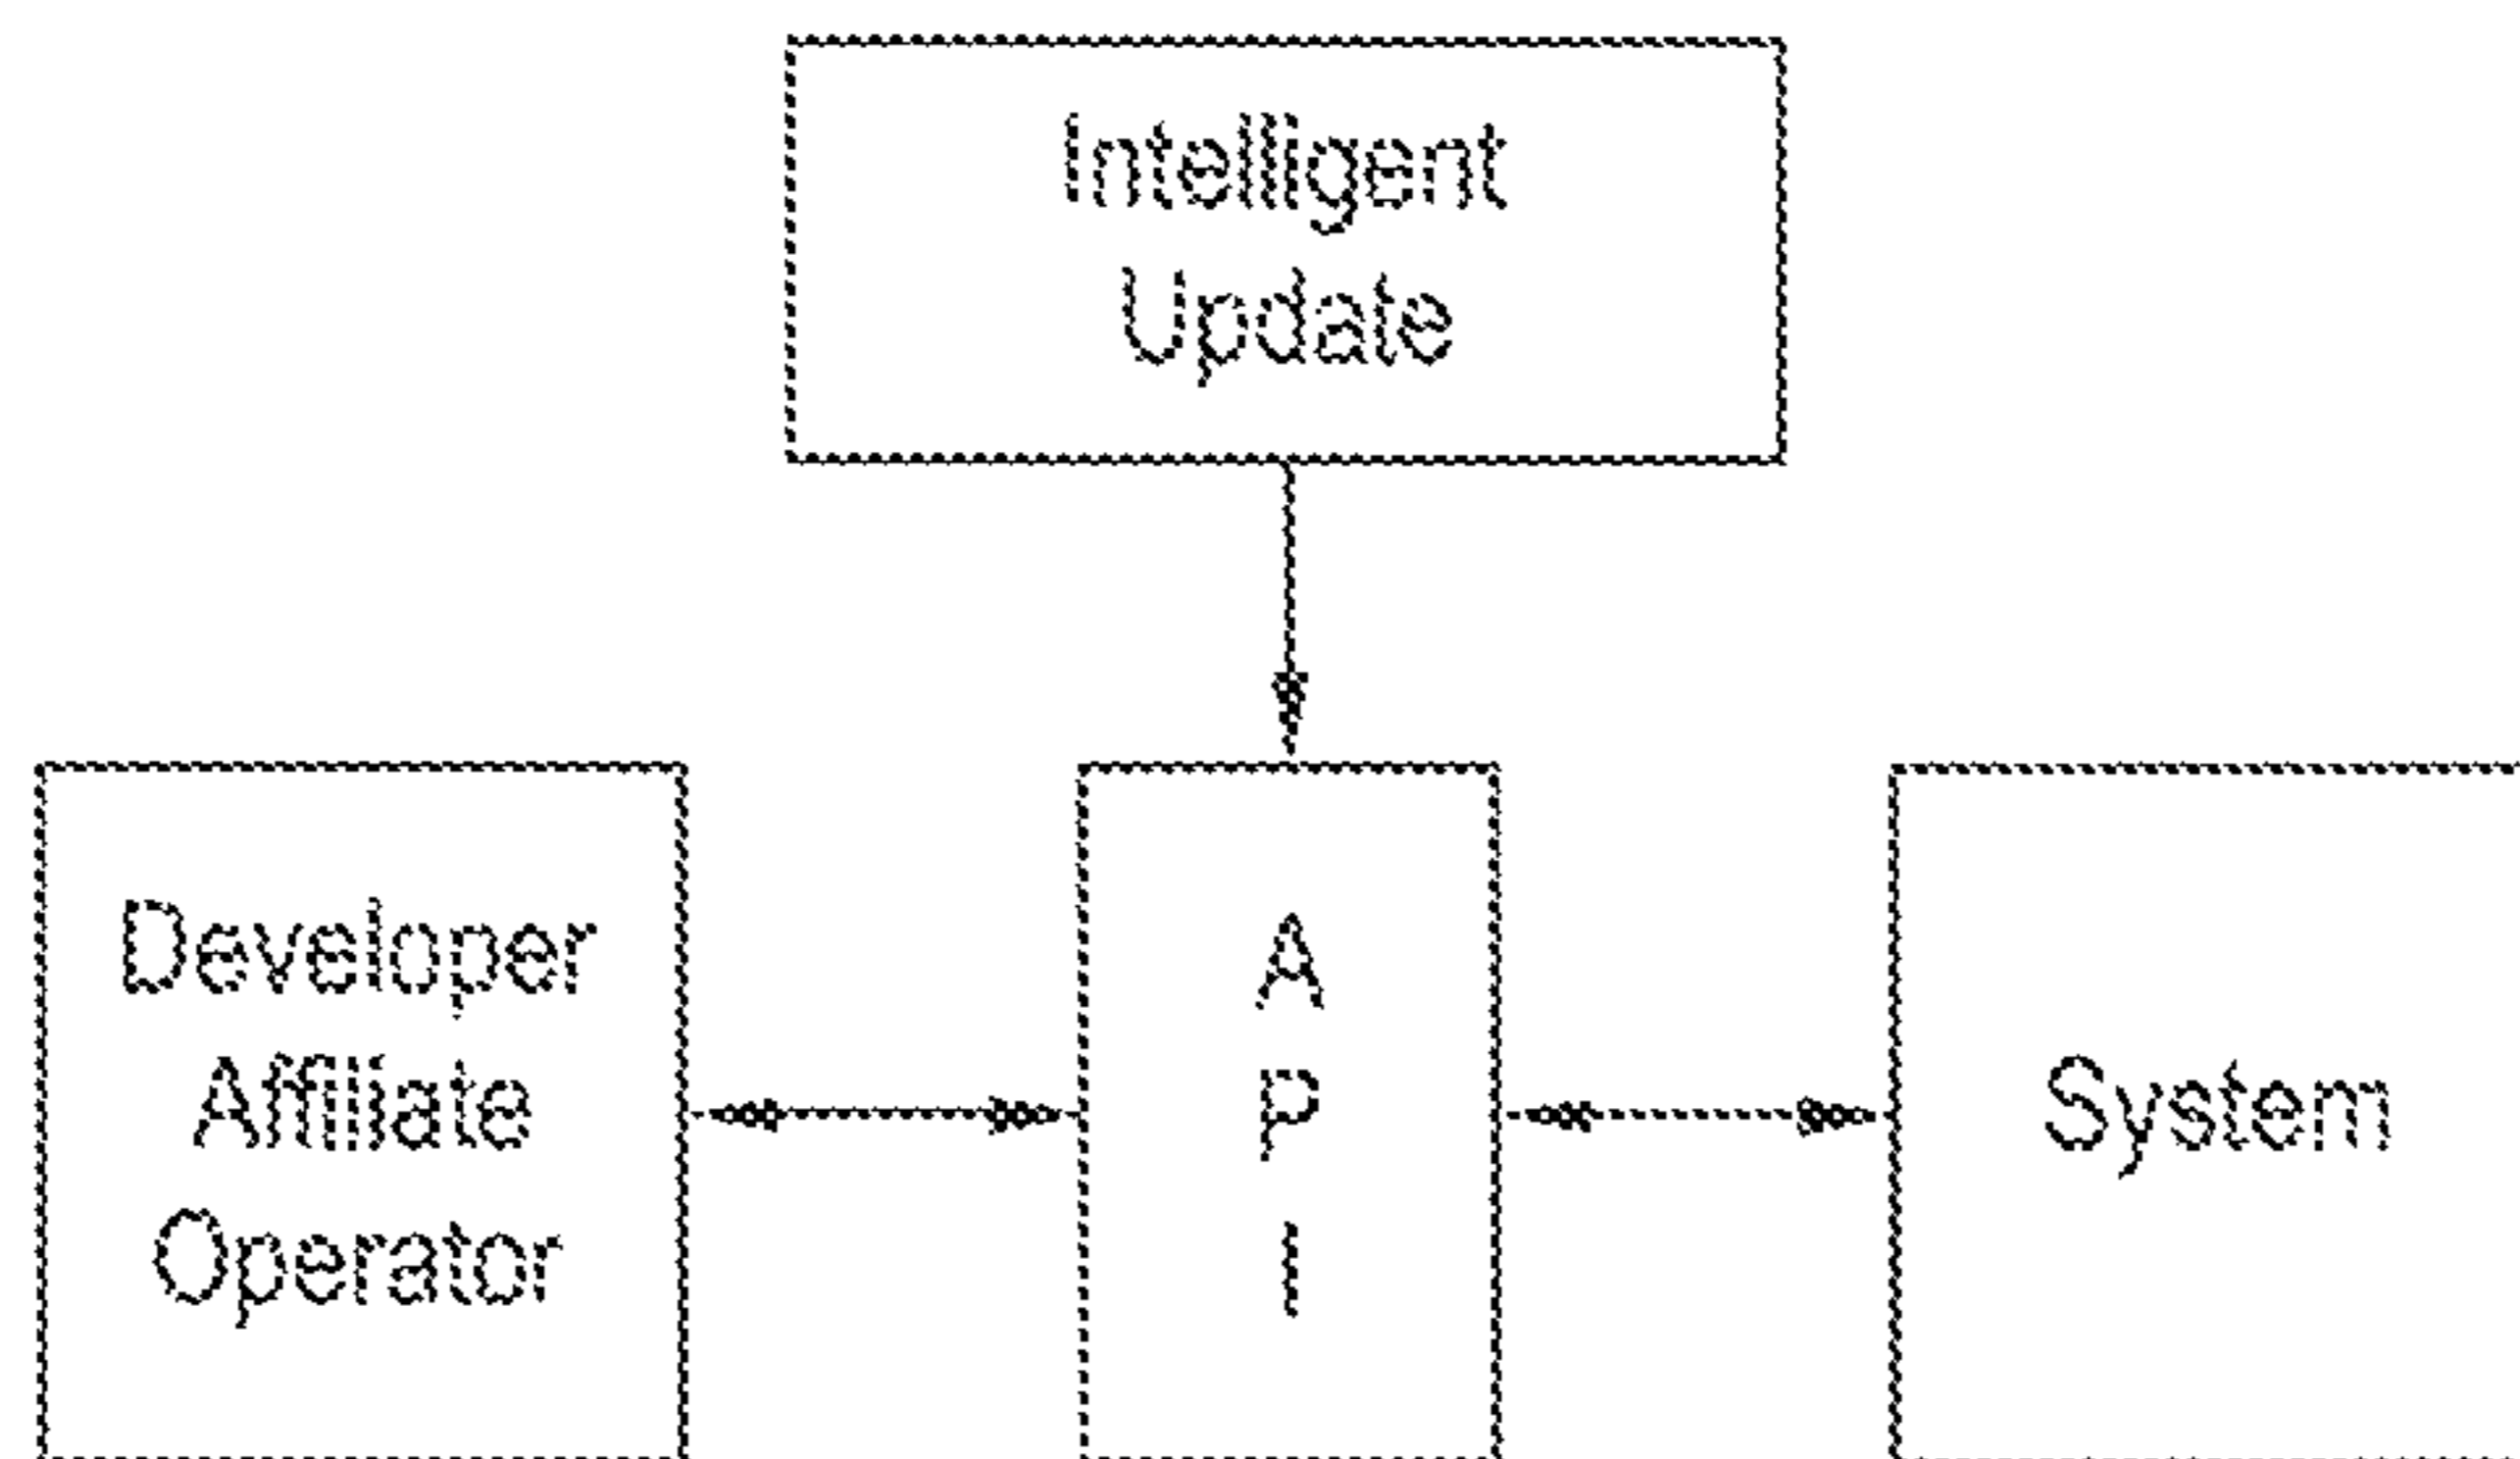 Intelligent
Update
Developer
Affiliate
Operator
A
P
I
System